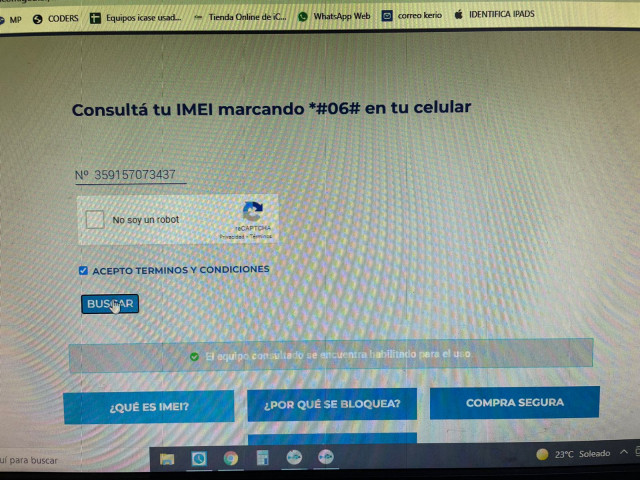 MP
CODERS
Equipos icase usad...
Tienda Online de iC...
WhatsApp Web
correo kerio
IDENTIFICA IPADS
Consultá tu IMEI marcando *#06# en tu celular
Nº 359157073437
No soy un robot
reCAPTCHA
Privacidad - Términos
ACEPTO TERMINOS Y CONDICIONES
BUSCAR
El equipo consultado se encuentra habilitado para el uso
¿QUÉ ES IMEI?
¿POR QUÉ SE BLOQUEA?
COMPRA SEGURA
uí para buscar
23°C Soleado